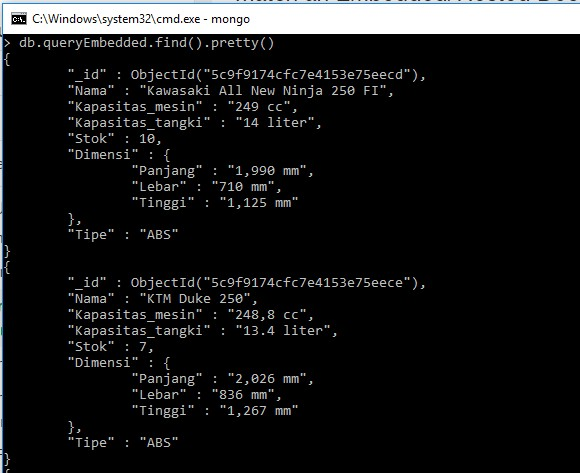 C:\Windows\system32\cmd.exe - mongo
> db.queryEmbedded.find().pretty()
{
"_id" : ObjectId("5c9f9174cfc7e4153e75eecd"),
"Nama" : "Kawasaki All New Ninja 250 FI",
"Kapasitas_mesin" : "249 cc",
"Kapasitas_tangki" : "14 liter",
"Stok" : 10,
"Dimensi" : {
"Panjang" : "1,990 mm",
"Lebar" : "710 mm",
"Tinggi" : "1,125 mm"
},
"Tipe" : "ABS"
}
{
"_id" : ObjectId("5c9f9174cfc7e4153e75eece"),
"Nama" : "KTM Duke 250",
"Kapasitas_mesin" : "248,8 cc",
"Kapasitas_tangki" : "13.4 liter",
"Stok" : 7,
"Dimensi" : {
"Panjang" : "2,026 mm",
"Lebar" : "836 mm",
"Tinggi" : "1,267 mm"
},
"Tipe" : "ABS"
}